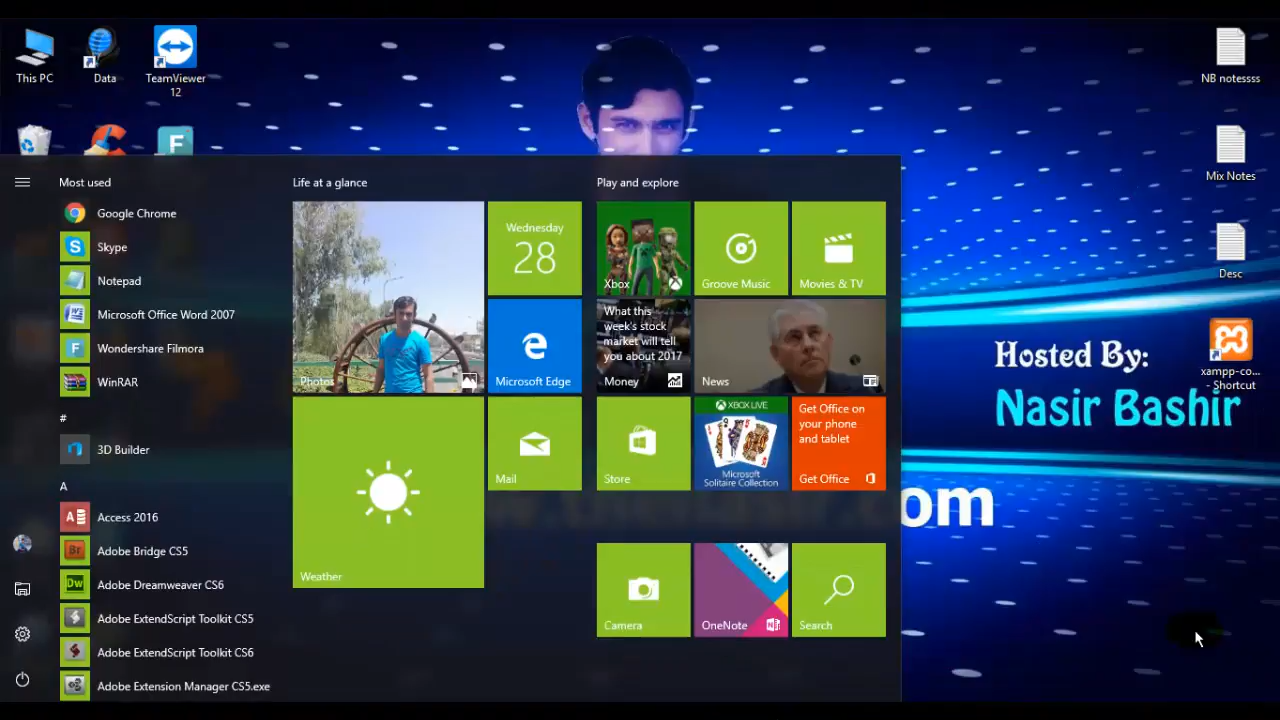 This PC
Data
TeamViewer
12
NB notessss
Mix Notes
Desc
xampp-co...
- Shortcut
Hosted By:
Nasir Bashir
om
Most used
Google Chrome
Skype
Notepad
Microsoft Office Word 2007
Wondershare Filmora
WinRAR
#
3D Builder
A
Access 2016
Adobe Bridge CS5
Adobe Dreamweaver CS6
Adobe ExtendScript Toolkit CS5
Adobe ExtendScript Toolkit CS6
Adobe Extension Manager CS5.exe
Life at a glance
Photos
Wednesday
28
Microsoft Edge
Weather
Mail
Play and explore
Xbox
Groove Music
Movies & TV
What this
week's stock
market will tell
you about 2017
Money
News
Store
XBOX LIVE
Microsoft
Solitaire Collection
Get Office on
your phone
and tablet
Get Office
Camera
OneNote
Search